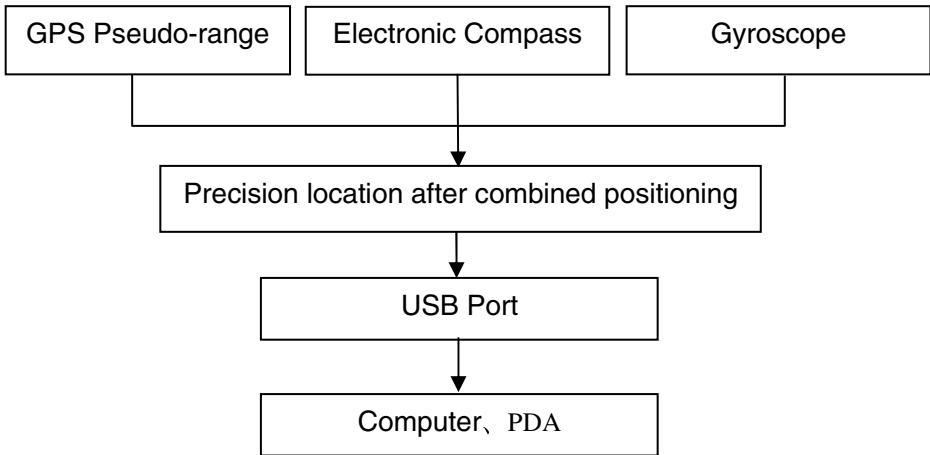 GPS Pseudo-range
Electronic Compass
Gyroscope
Precision location after combined positioning
USB Port
Computer、PDA